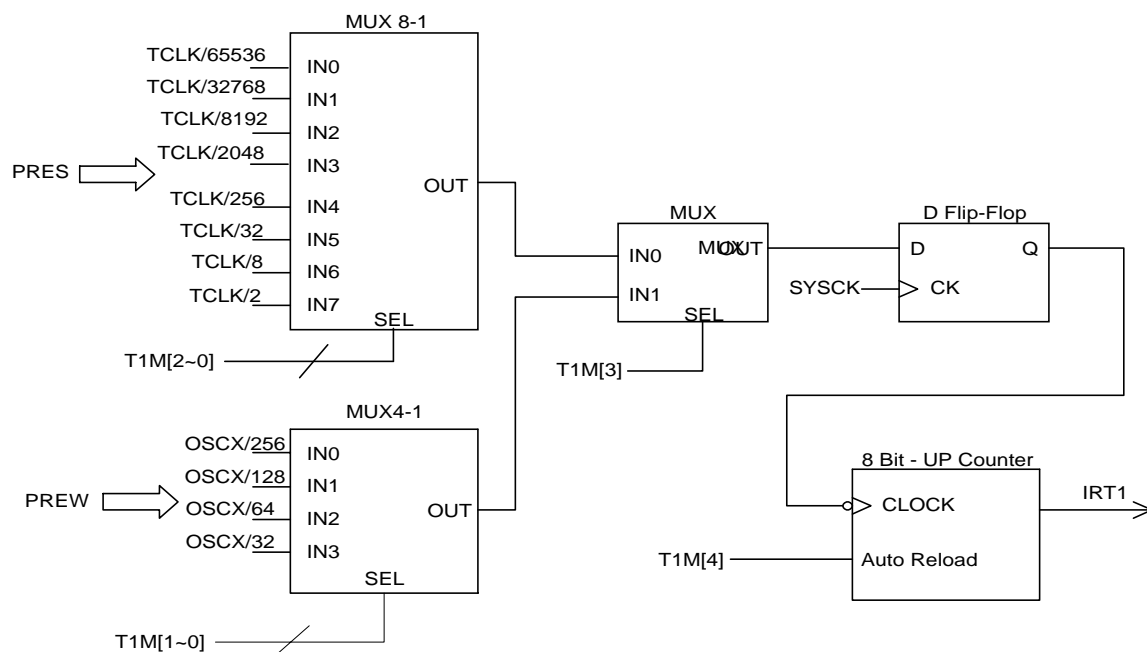 MUX 8-1
TCLK/65536
IN0
TCLK/32768
IN1
TCLK/8192
IN2
TCLK/2048
IN3
PRES
OUT
TCLK/256
IN4
TCLK/32
IN5
TCLK/8
IN6
TCLK/2
IN7
SEL
T1M[2~0]
MUX4-1
OSCX/256
IN0
OSCX/128
IN1
PREW
OSCX/64
IN2
OUT
OSCX/32
IN3
SEL
T1M[1~0]
MUX
IN0
MUX
OUT
IN1
SEL
T1M[3]
D Flip-Flop
D
Q
SYSCK
CK
8 Bit - UP Counter
CLOCK
IRT1
T1M[4]
Auto Reload